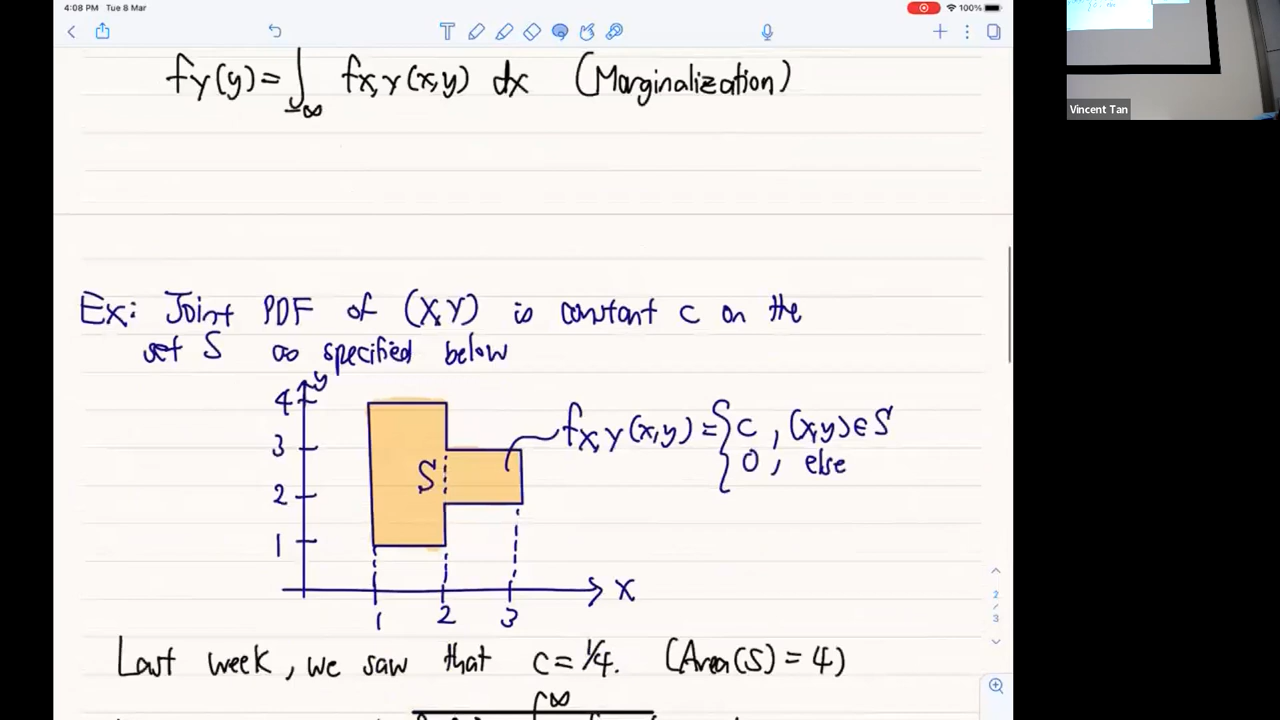 4:08 PM Tue 8 Mar
100%
Vincent Tan
fY(y) = ∫-∞ fX,Y(x,y) dx (Marginalization)
Ex: Joint PDF of (X,Y) is constant c on the
set S as specified below
y
4
3
2
1
S
fX,Y(x,y) = { c , (x,y) ∈ S
0 , else
1 2 3
x
Last week, we saw that c = 1/4. (Area(S) = 4)
∫∞
2
/
3